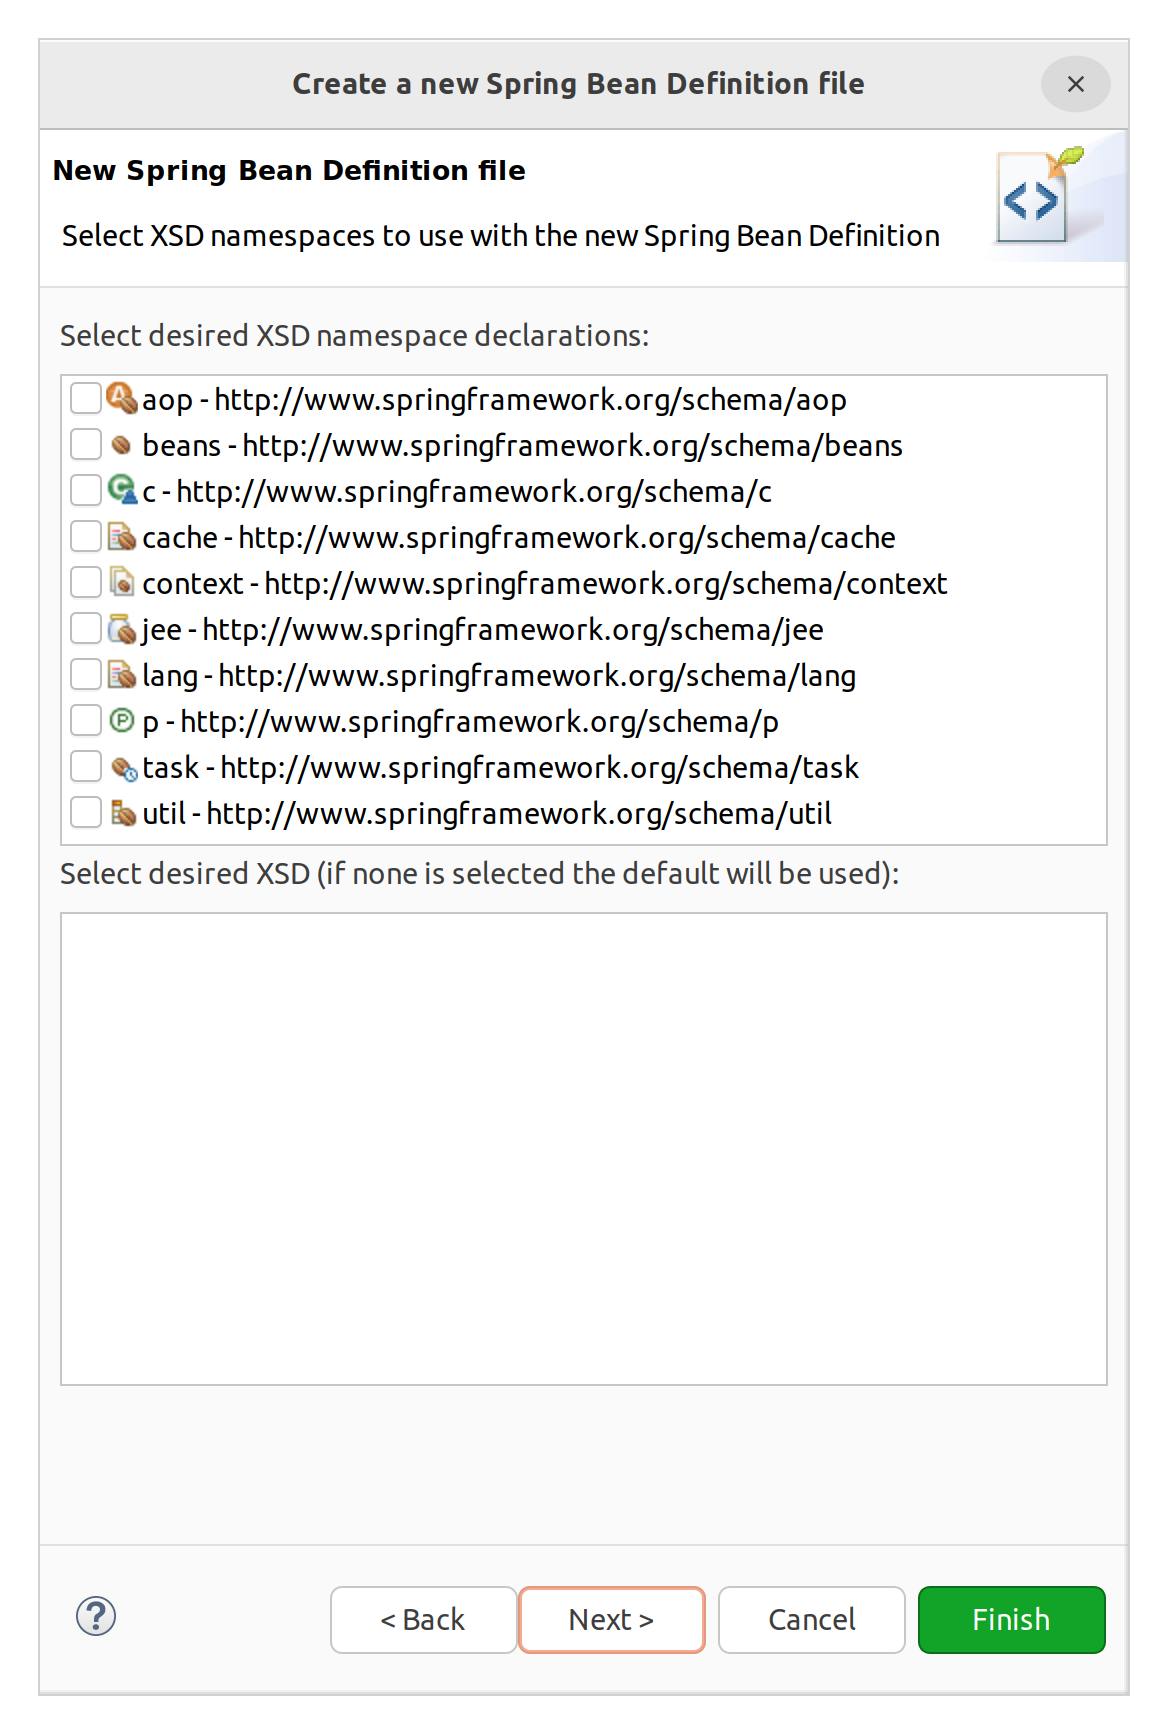 Create a new Spring Bean Definition file
New Spring Bean Definition file
Select XSD namespaces to use with the new Spring Bean Definition
Select desired XSD namespace declarations:
aop - http://www.springframework.org/schema/aop
beans - http://www.springframework.org/schema/beans
c - http://www.springframework.org/schema/c
cache - http://www.springframework.org/schema/cache
context - http://www.springframework.org/schema/context
jee - http://www.springframework.org/schema/jee
lang - http://www.springframework.org/schema/lang
p - http://www.springframework.org/schema/p
task - http://www.springframework.org/schema/task
util - http://www.springframework.org/schema/util
Select desired XSD (if none is selected the default will be used):
< Back Next > Cancel Finish